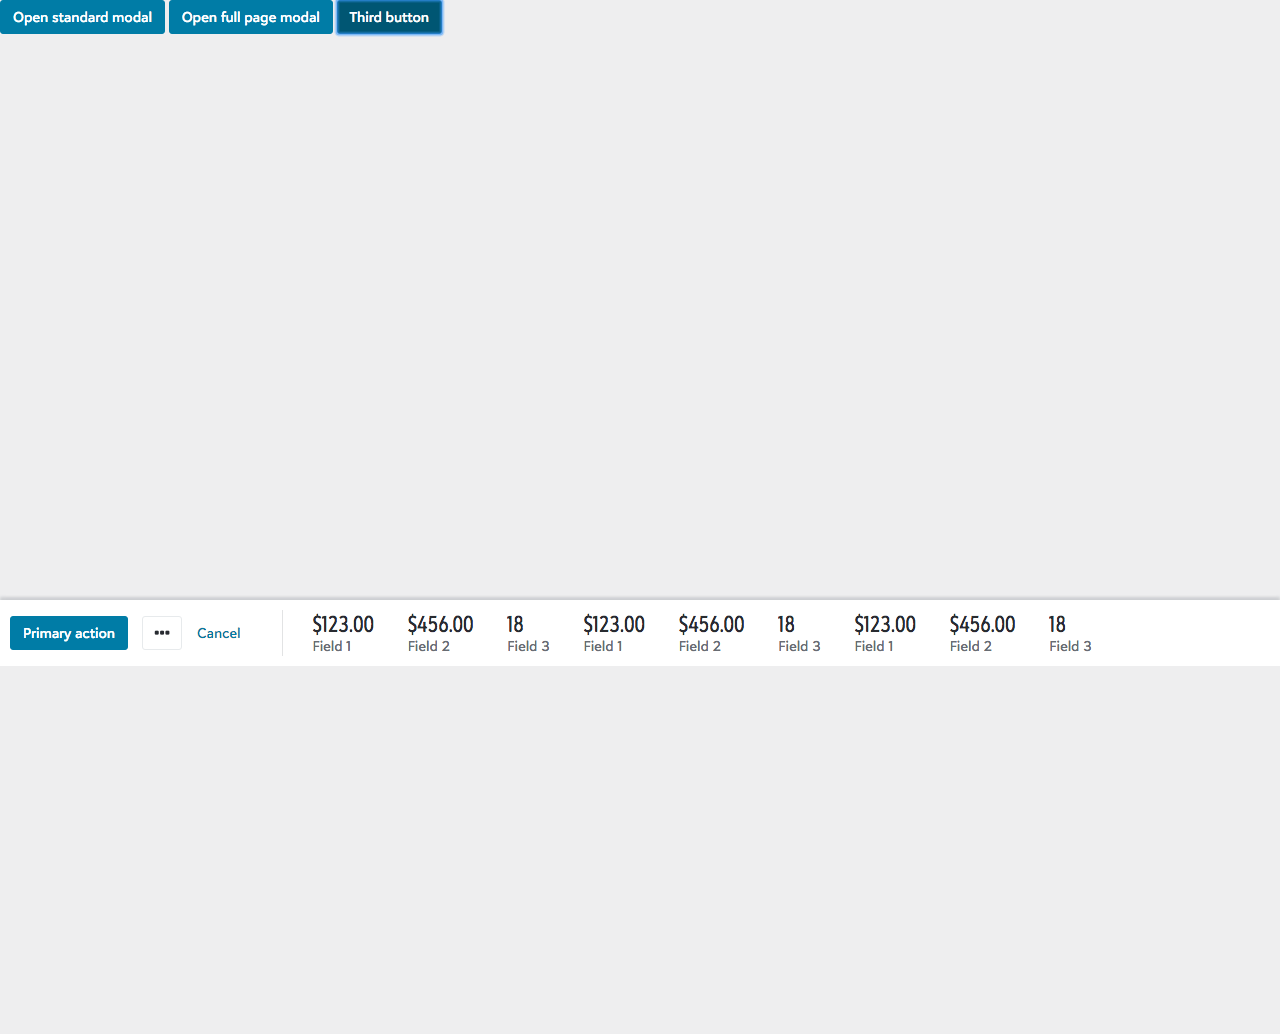 Open standard modal Open full page modal Third button
Primary action ••• Cancel $123.00 $456.00 18 $123.00 $456.00 18 $123.00 $456.00 18
Field 1 Field 2 Field 3 Field 1 Field 2 Field 3 Field 1 Field 2 Field 3